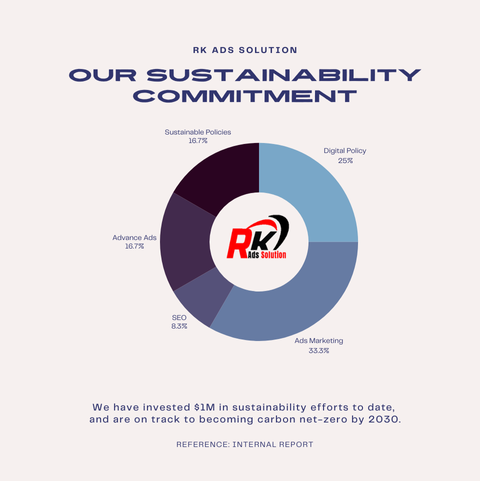 RK ADS SOLUTION
OUR SUSTAINABILITY
COMMITMENT
Sustainable Policies
16.7%
Digital Policy
25%
Advance Ads
16.7%
RK
Ads Solution
SEO
8.3%
Ads Marketing
33.3%
We have invested $1M in sustainability efforts to date,
and are on track to becoming carbon net-zero by 2030.
REFERENCE: INTERNAL REPORT